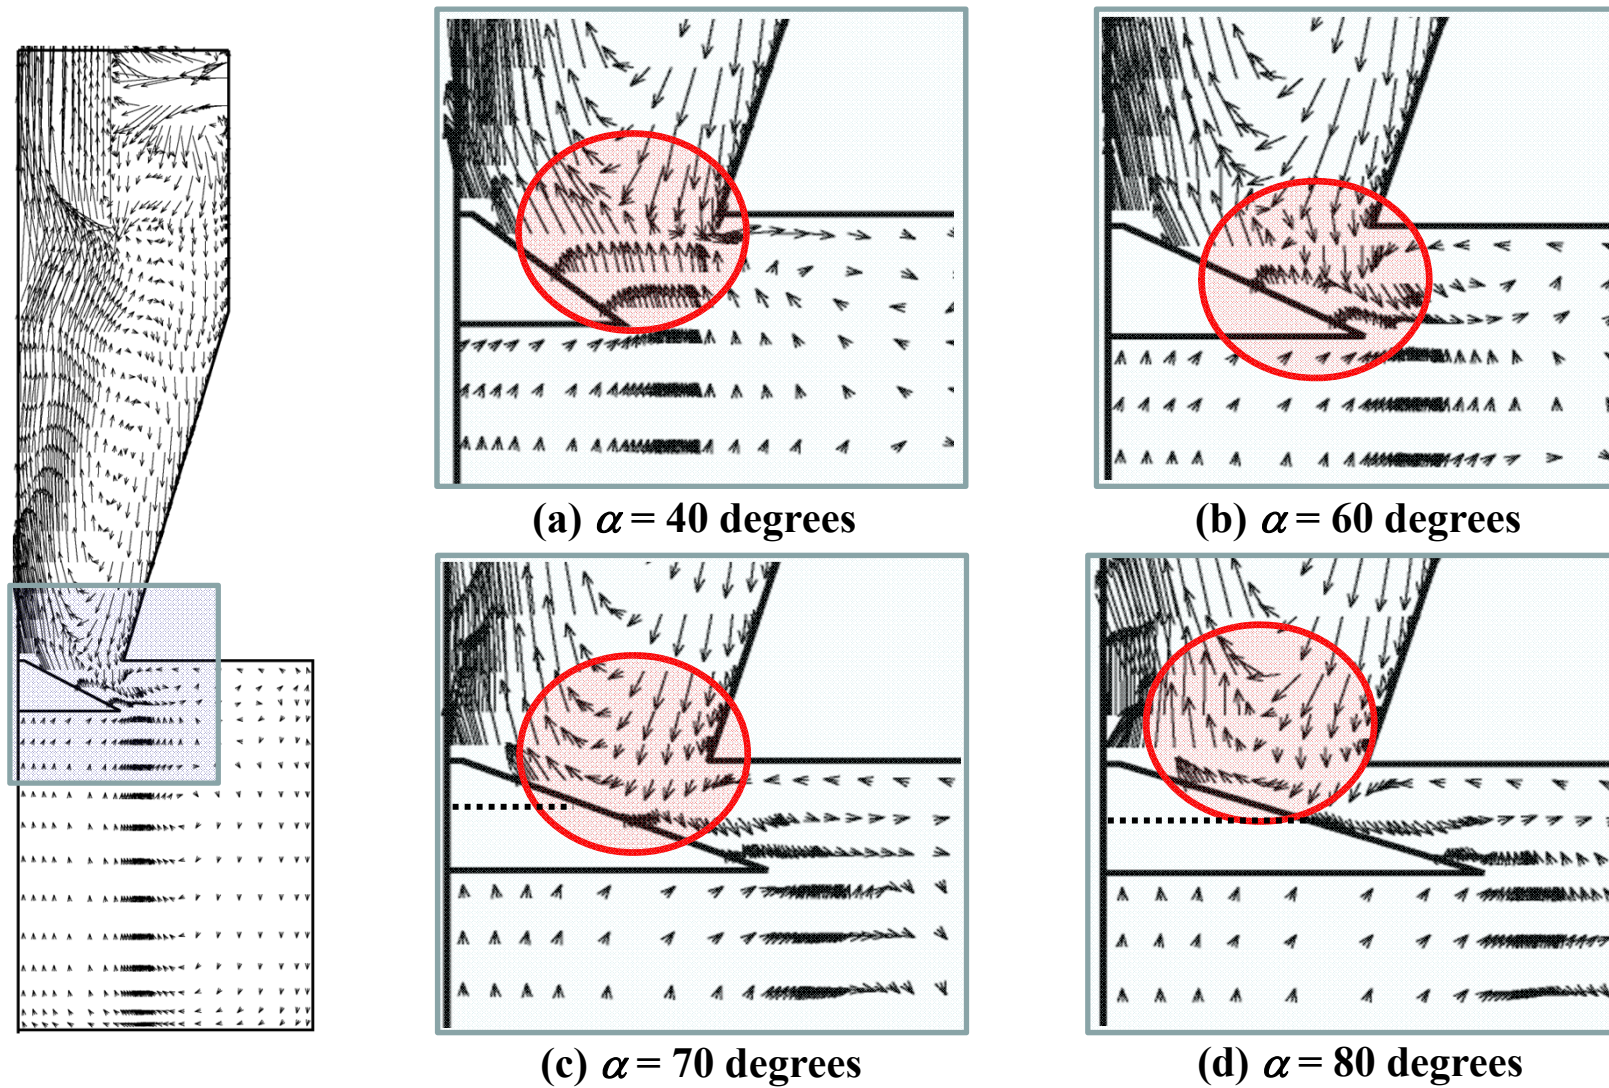 (a) α = 40 degrees
(b) α = 60 degrees
(c) α = 70 degrees
(d) α = 80 degrees